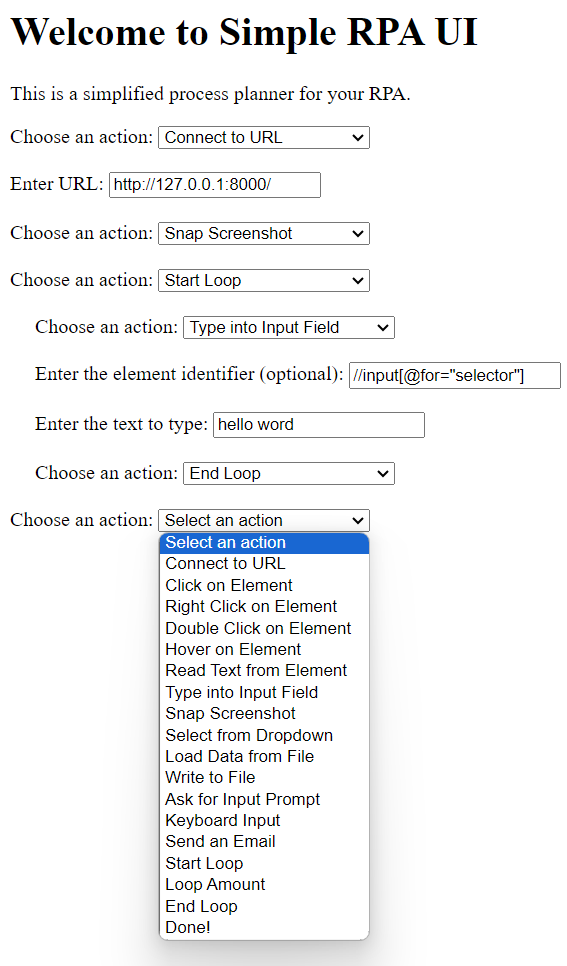 Welcome to Simple RPA UI
This is a simplified process planner for your RPA.
Choose an action: Connect to URL
Enter URL: http://127.0.0.1:8000/
Choose an action: Snap Screenshot
Choose an action: Start Loop
Choose an action: Type into Input Field
Enter the element identifier (optional): //input[@for="selector"]
Enter the text to type: hello word
Choose an action: End Loop
Choose an action: Select an action
Select an action
Connect to URL
Click on Element
Right Click on Element
Double Click on Element
Hover on Element
Read Text from Element
Type into Input Field
Snap Screenshot
Select from Dropdown
Load Data from File
Write to File
Ask for Input Prompt
Keyboard Input
Send an Email
Start Loop
Loop Amount
End Loop
Done!